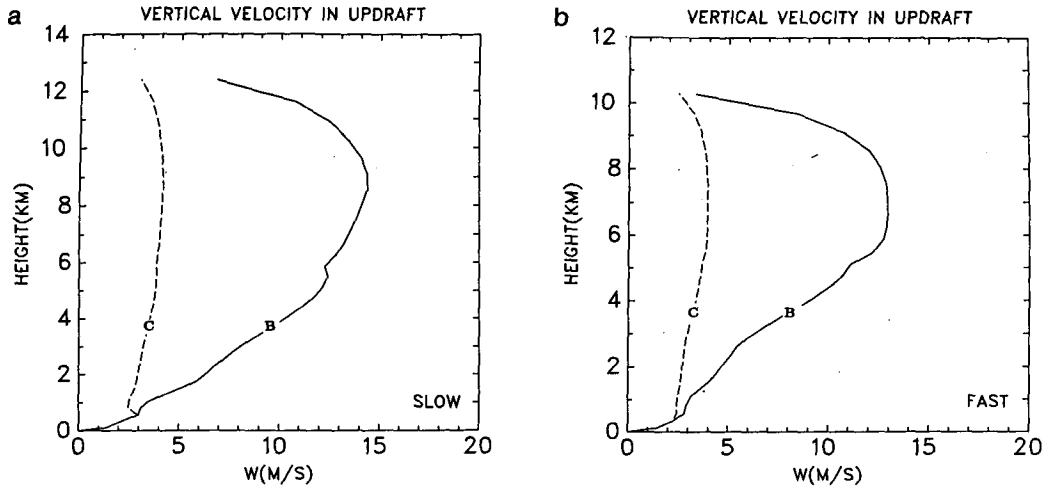 a
VERTICAL VELOCITY IN UPDRAFT
14
12
10
8
6
4
2
0
HEIGHT(KM)
C
B
SLOW
0 5 10 15 20
W(M/S)
b
VERTICAL VELOCITY IN UPDRAFT
12
10
8
6
4
2
0
HEIGHT(KM)
C
B
FAST
0 5 10 15 20
W(M/S)